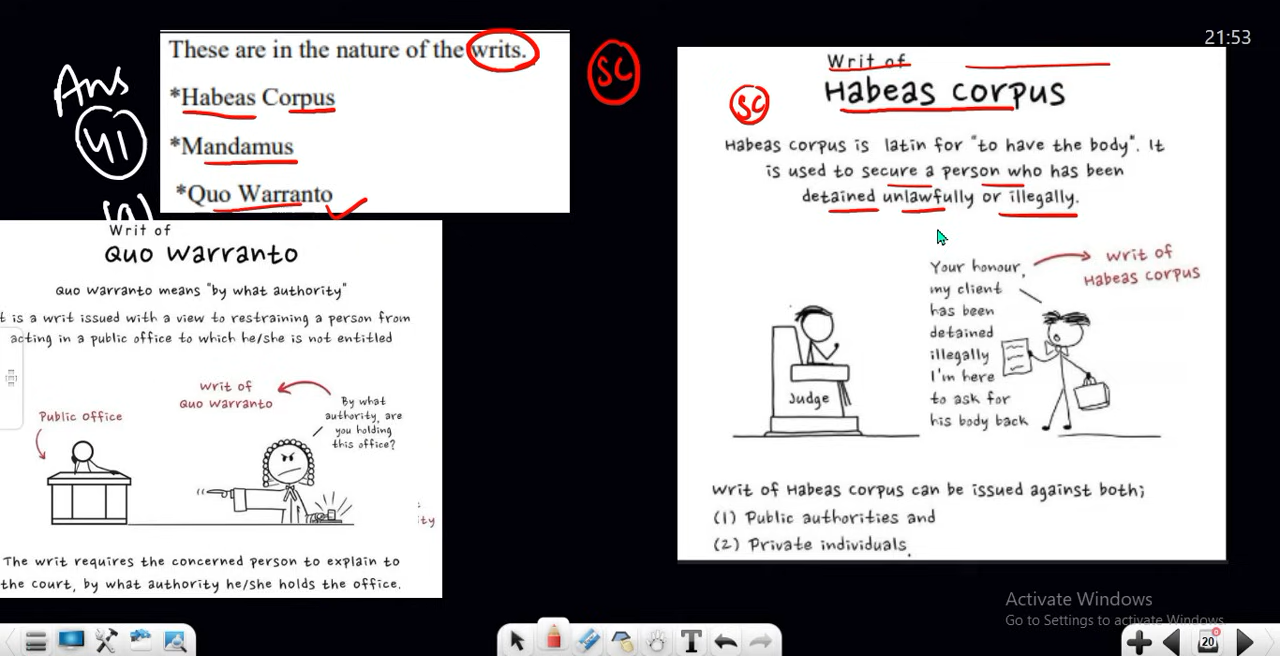 21:53
These are in the nature of the writs.
*Habeas Corpus
*Mandamus
*Quo Warranto
Ans
41
SC
Writ of
Quo Warranto
Quo Warranto means "by what authority"
t is a writ issued with a view to restraining a person from
acting in a public office to which he/she is not entitled
Writ of
Quo Warranto
Public Office
By what
authority, are
you holding
this office?
ity
The writ requires the concerned person to explain to
the court, by what authority he/she holds the office.
Writ of
Habeas corpus
SC
Habeas corpus is latin for "to have the body". It
is used to secure a person who has been
detained unlawfully or illegally.
Your honour,
my client
has been
detained
illegally
I'm here
to ask for
his body back
Writ of
Habeas corpus
Judge
Writ of Habeas corpus can be issued against both;
(1) Public authorities and
(2) Private individuals.
Activate Windows
Go to Settings to activate Windows.
T
20